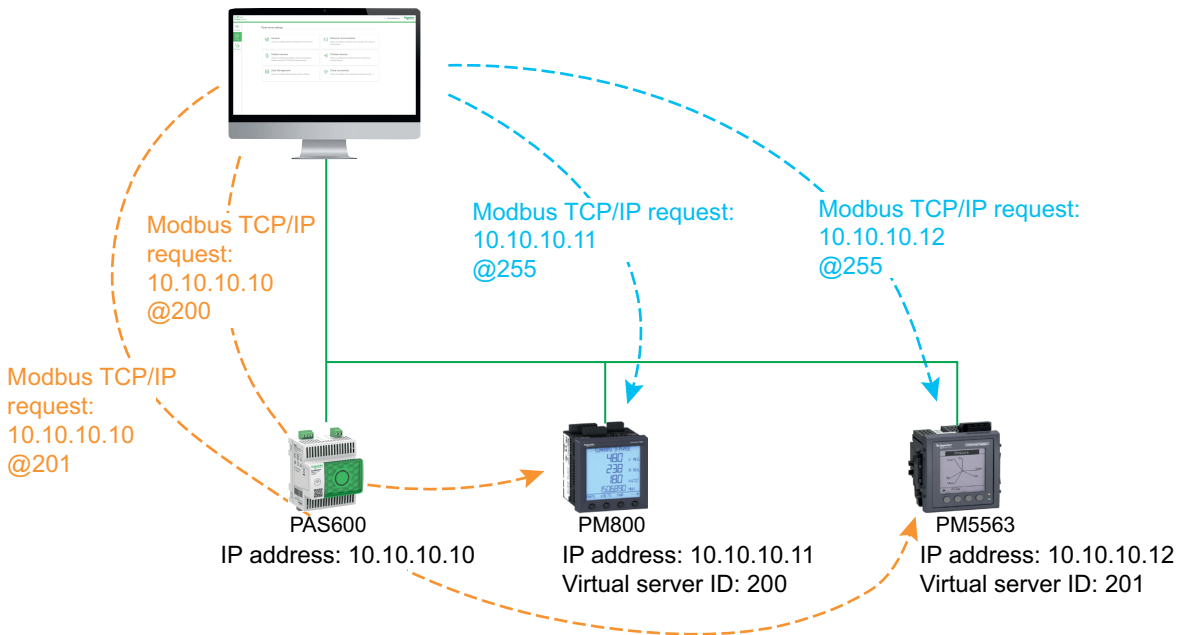 Modbus TCP/IP
request:
10.10.10.10
@200
Modbus TCP/IP request:
10.10.10.11
@255
Modbus TCP/IP request:
10.10.10.12
@255
Modbus TCP/IP
request:
10.10.10.10
@201
PAS600
IP address: 10.10.10.10
PM800
IP address: 10.10.10.11
Virtual server ID: 200
PM5563
IP address: 10.10.10.12
Virtual server ID: 201